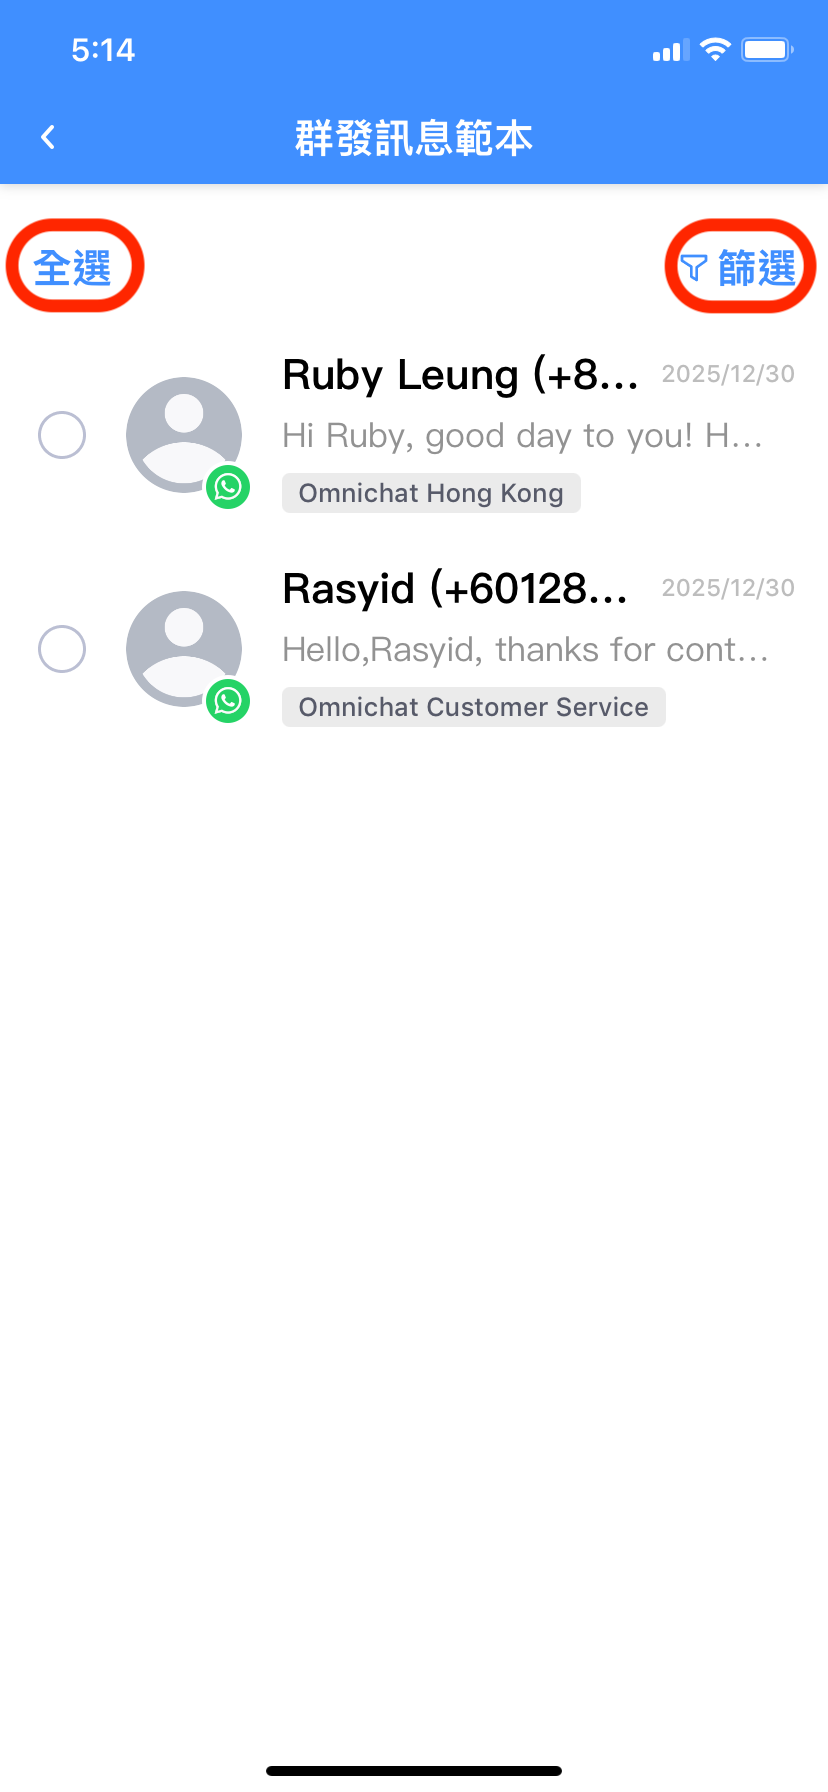 5:14
群發訊息範本
全選
篩選
Ruby Leung (+8...
2025/12/30
Hi Ruby, good day to you! H...
Omnichat Hong Kong
Rasyid (+60128...
2025/12/30
Hello,Rasyid, thanks for cont...
Omnichat Customer Service